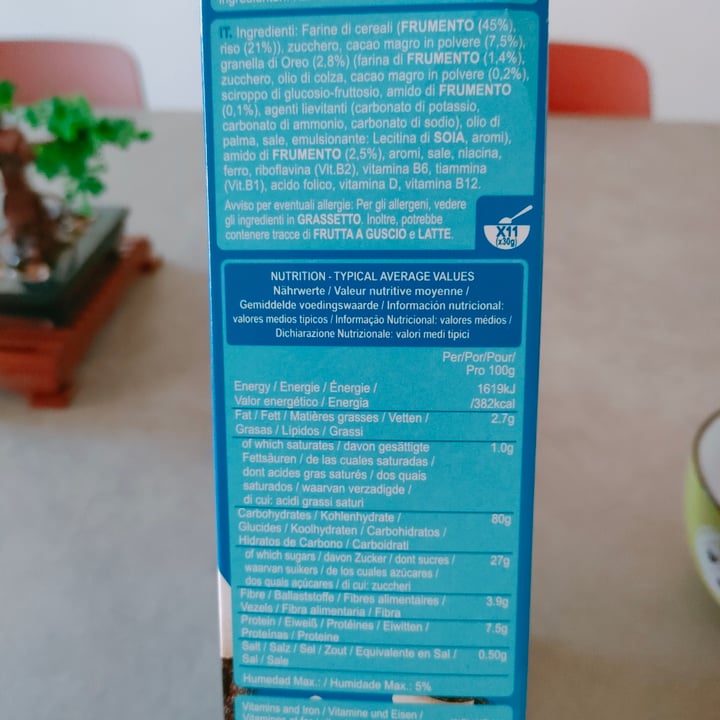 IT. Ingredienti: Farine di cereali (FRUMENTO (45%),
riso (21%)), zucchero, cacao magro in polvere (7,5%),
granella di Oreo (2,8%) (farina di FRUMENTO (1,4%),
zucchero, olio di colza, cacao magro in polvere (0,2%),
sciroppo di glucosio-fruttosio, amido di FRUMENTO
(0,1%), agenti lievitanti (carbonato di potassio,
carbonato di ammonio, carbonato di sodio), olio di
palma, sale, emulsionante: Lecitina di SOIA, aromi),
amido di FRUMENTO (2,5%), aromi, sale, niacina,
ferro, riboflavina (Vit.B2), vitamina B6, tiammina
(Vit.B1), acido folico, vitamina D, vitamina B12.
Avviso per eventuali allergie: Per gli allergeni, vedere
gli ingredienti in GRASSETTO. Inoltre, potrebbe
contenere tracce di FRUTTA A GUSCIO e LATTE.
X11
(x30g)
NUTRITION - TYPICAL AVERAGE VALUES
Nährwerte / Valeur nutritive moyenne /
Gemiddelde voedingswaarde / Información nutricional:
valores medios tipicos / Informação Nutricional: valores médios /
Dichiarazione Nutrizionale: valori medi tipici
Per/Por/Pour/
Pro 100g
Energy / Energie / Énergie / 1619kJ
Valor energético / Energia /382kcal
Fat / Fett / Matières grasses / Vetten / 2.7g
Grasas / Lípidos / Grassi
of which saturates / davon gesättigte 1.0g
Fettsäuren / de las cuales saturadas /
dont acides gras saturés / dos quais
saturados / waarvan verzadigde /
di cui: acidi grassi saturi
Carbohydrates / Kohlenhydrate / 80g
Glucides / Koolhydraten / Carbohidratos /
Hidratos de Carbono / Carboidrati
of which sugars / davon Zucker / dont sucres / 27g
waarvan suikers / de los cuales azúcares /
dos quais açúcares / di cui: zuccheri
Fibre / Ballaststoffe / Fibres alimentaires / 3.9g
Vezels / Fibra alimentaria / Fibra
Protein / Eiweiß / Protéines / Eiwitten / 7.5g
Proteínas / Proteine
Salt / Salz / Sel / Zout / Equivalente en Sal / 0.50g
Sal / Sale
Humedad Max.: / Humidade Max.: 5%
Vitamins and Iron / Vitamine und Eisen /